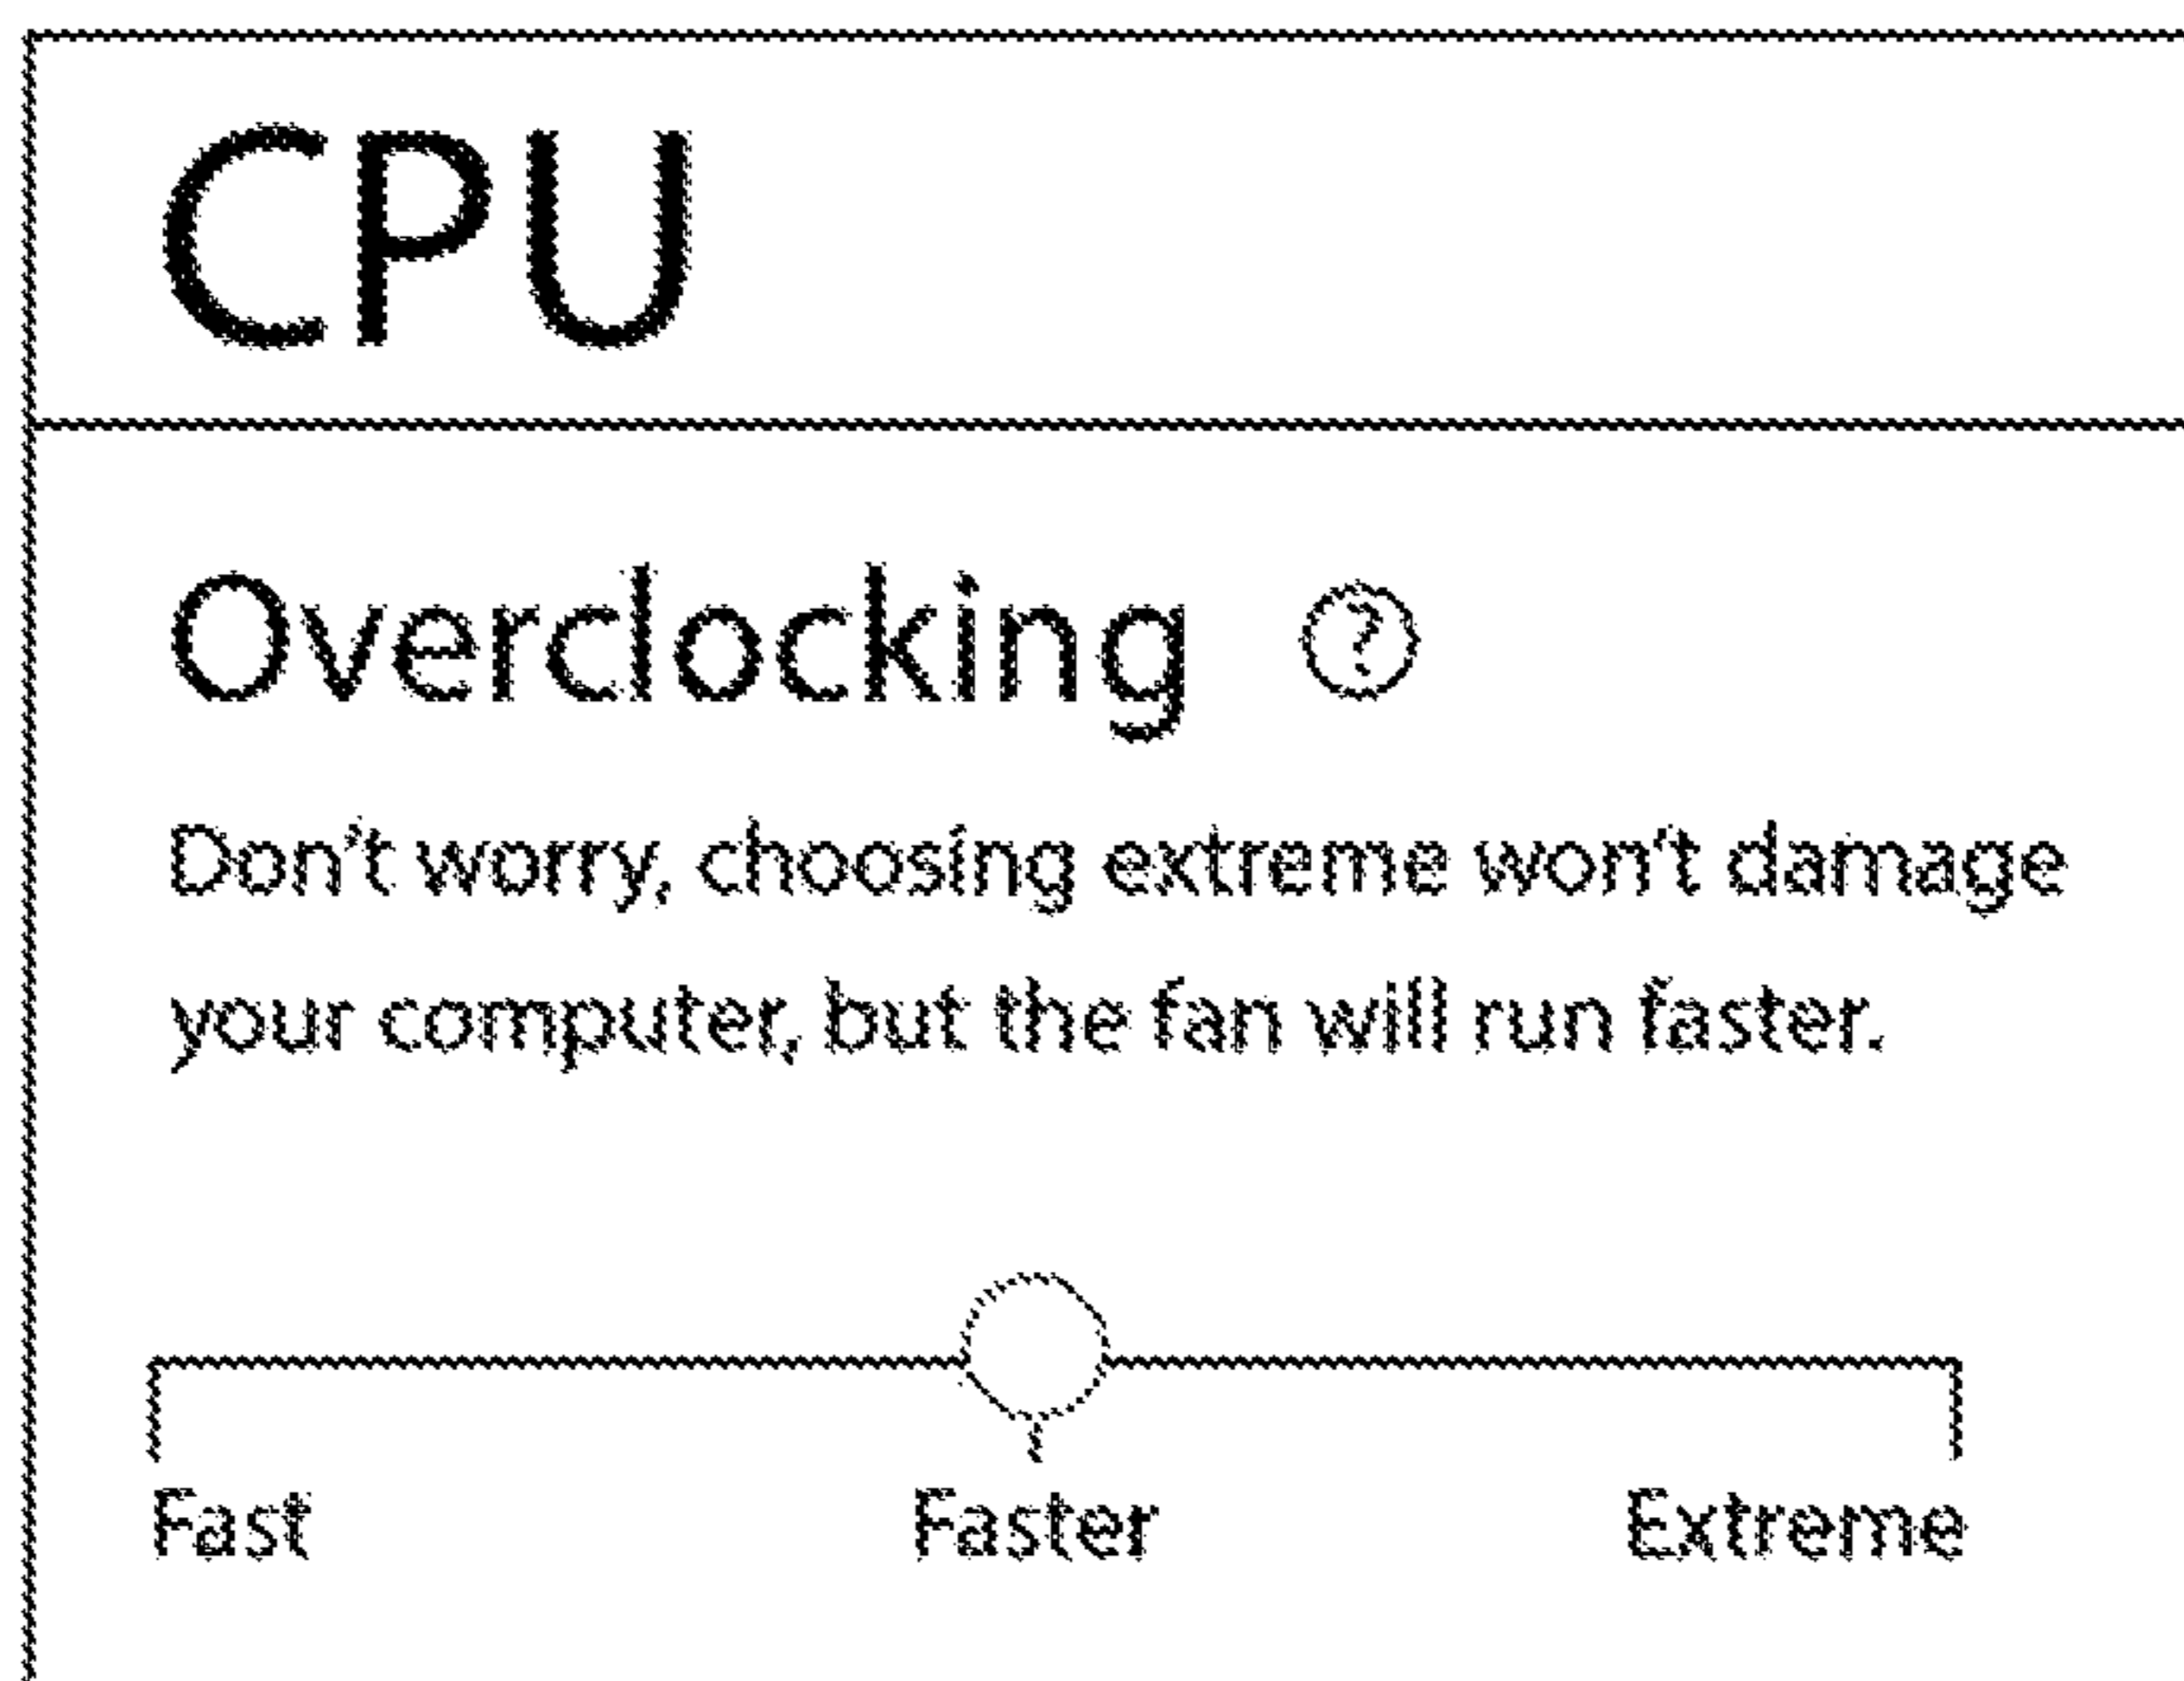 CPU
Overclocking ?
Don't worry, choosing extreme won't damage
your computer, but the fan will run faster.
Fast Faster Extreme